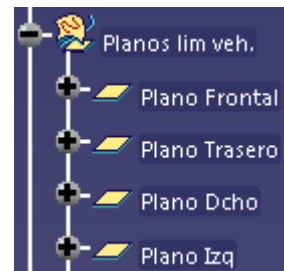 Planos lim veh.
Plano Frontal
Plano Trasero
Plano Dcho
Plano Izq